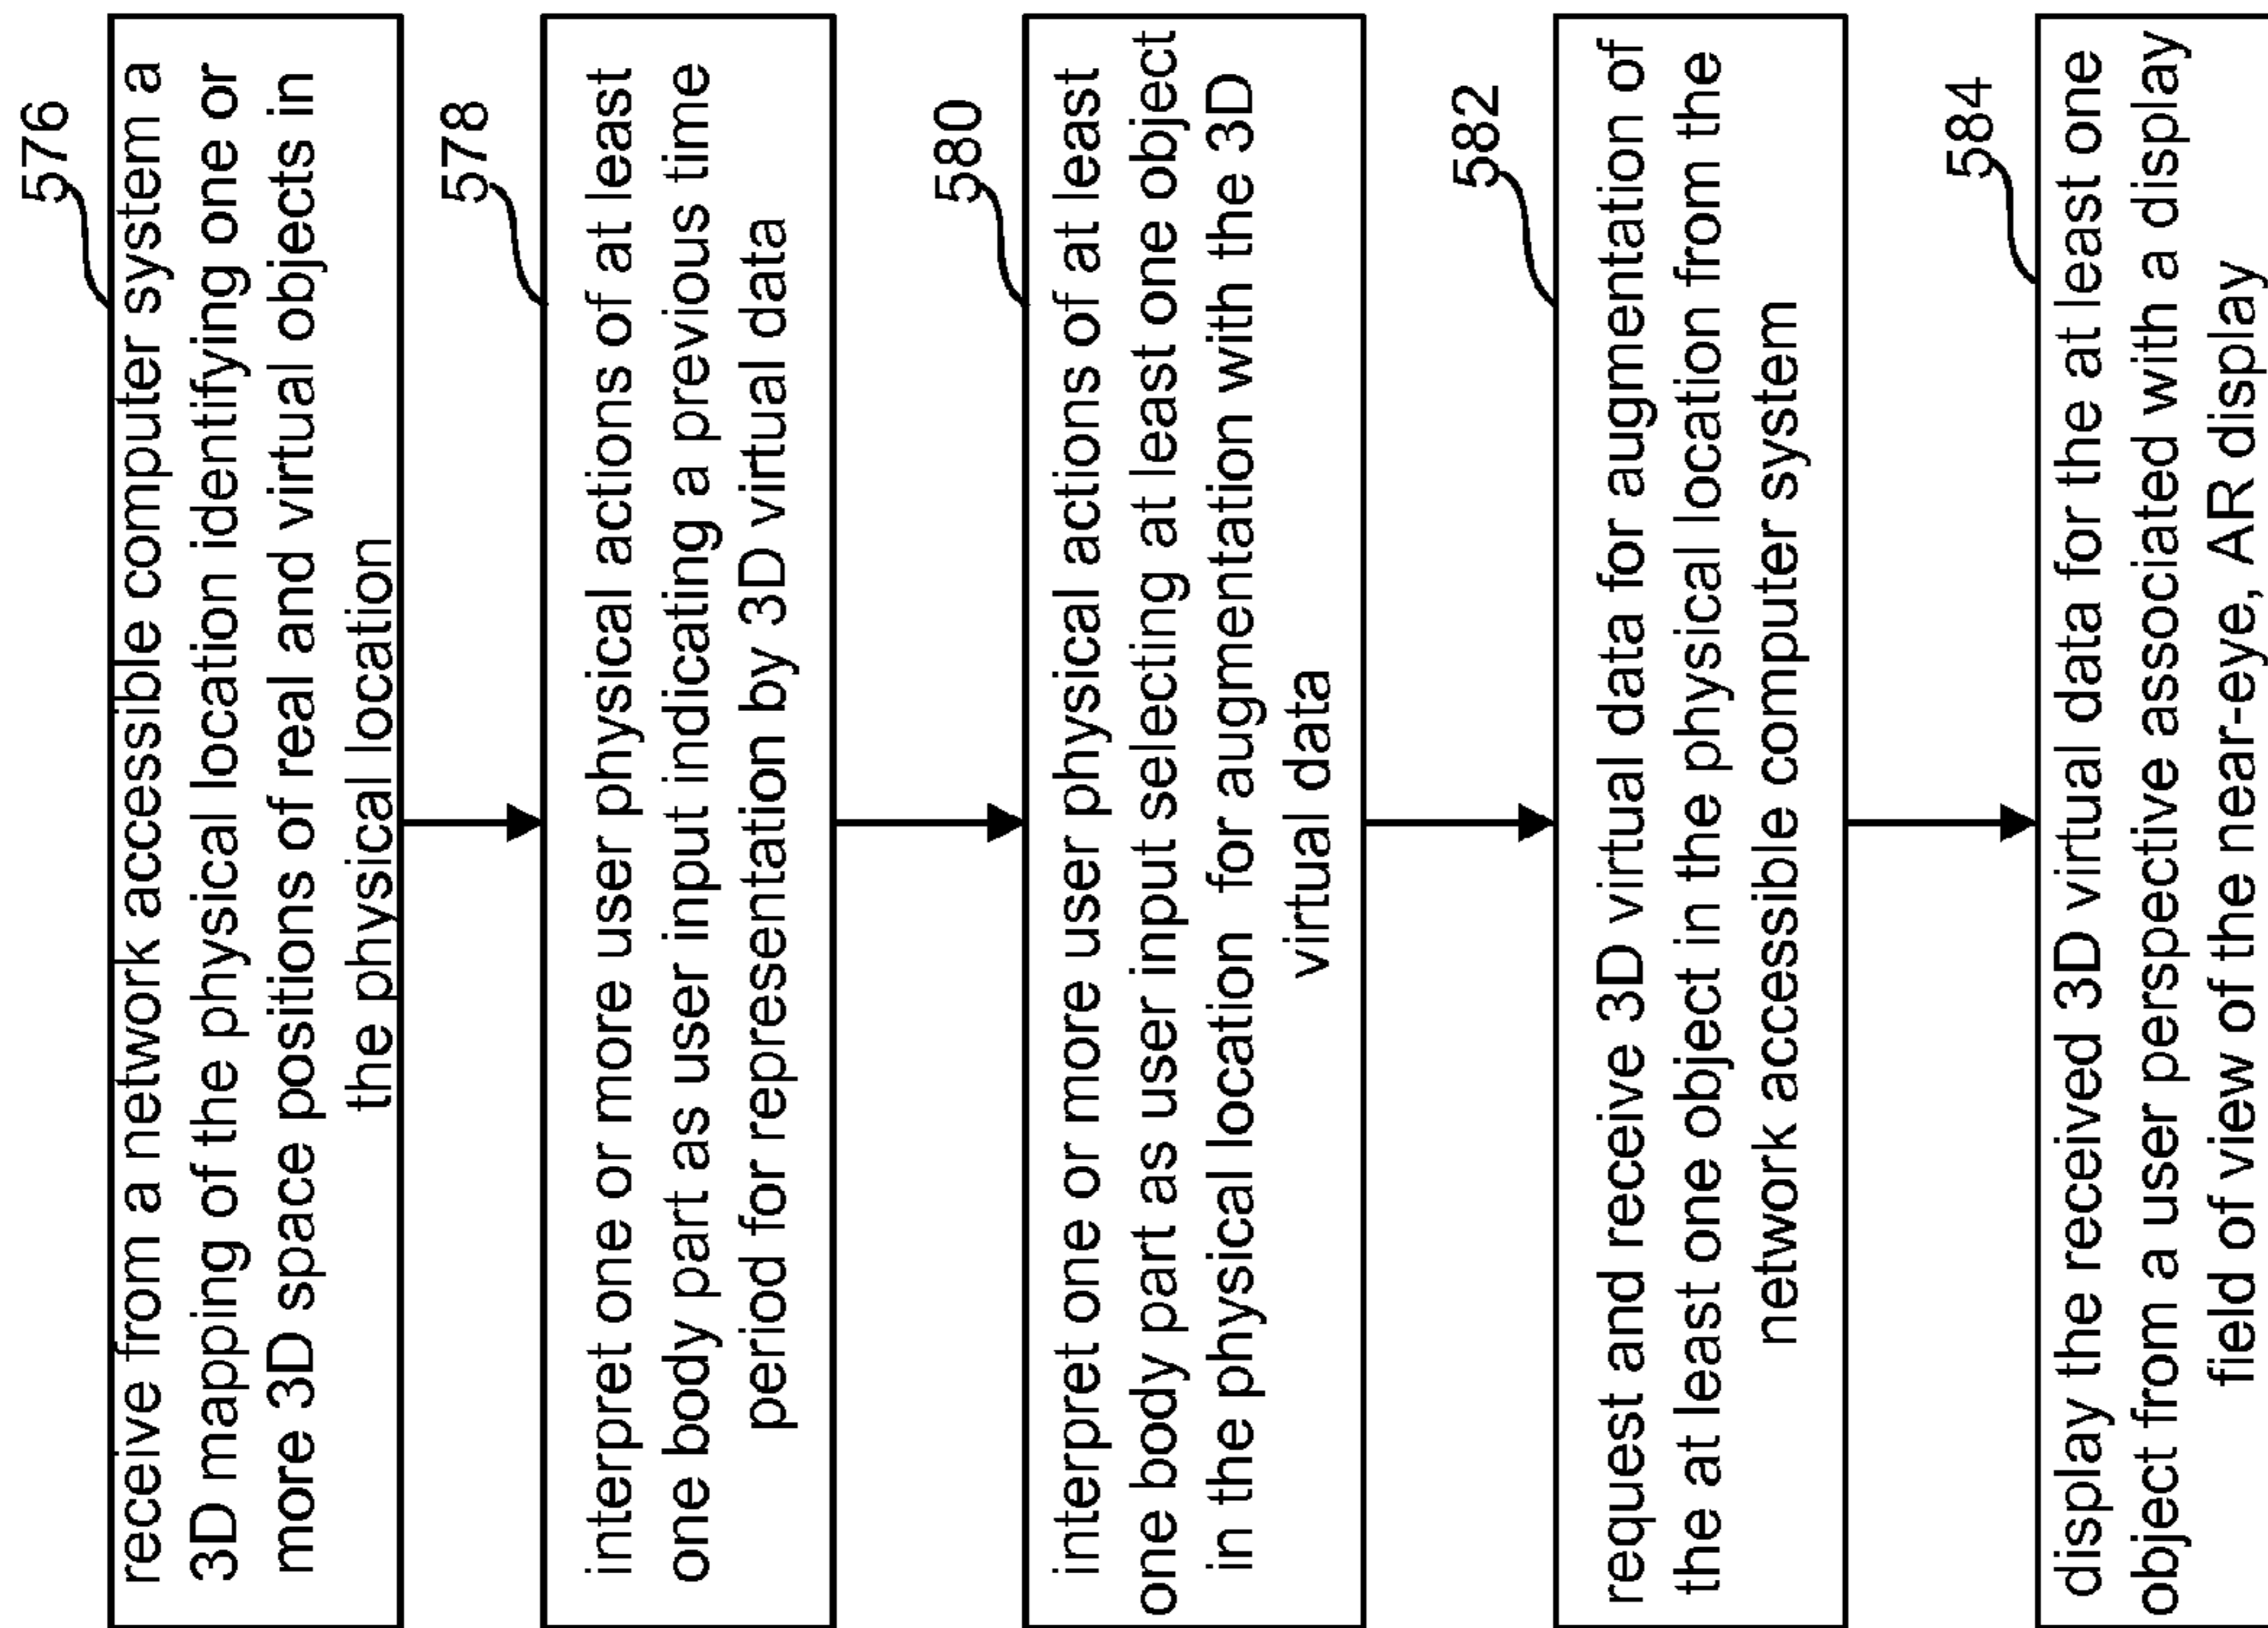 576
receive from a network accessible computer system a
3D mapping of the physical location identifying one or
more 3D space positions of real and virtual objects in
the physical location
578
interpret one or more user physical actions of at least
one body part as user input indicating a previous time
period for representation by 3D virtual data
580
interpret one or more user physical actions of at least
one body part as user input selecting at least one object
in the physical location for augmentation with the 3D
virtual data
582
request and receive 3D virtual data for augmentation of
the at least one object in the physical location from the
network accessible computer system
584
display the received 3D virtual data for the at least one
object from a user perspective associated with a display
field of view of the near-eye, AR display